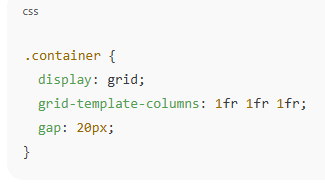 css
.container {
  display: grid;
  grid-template-columns: 1fr 1fr 1fr;
  gap: 20px;
}